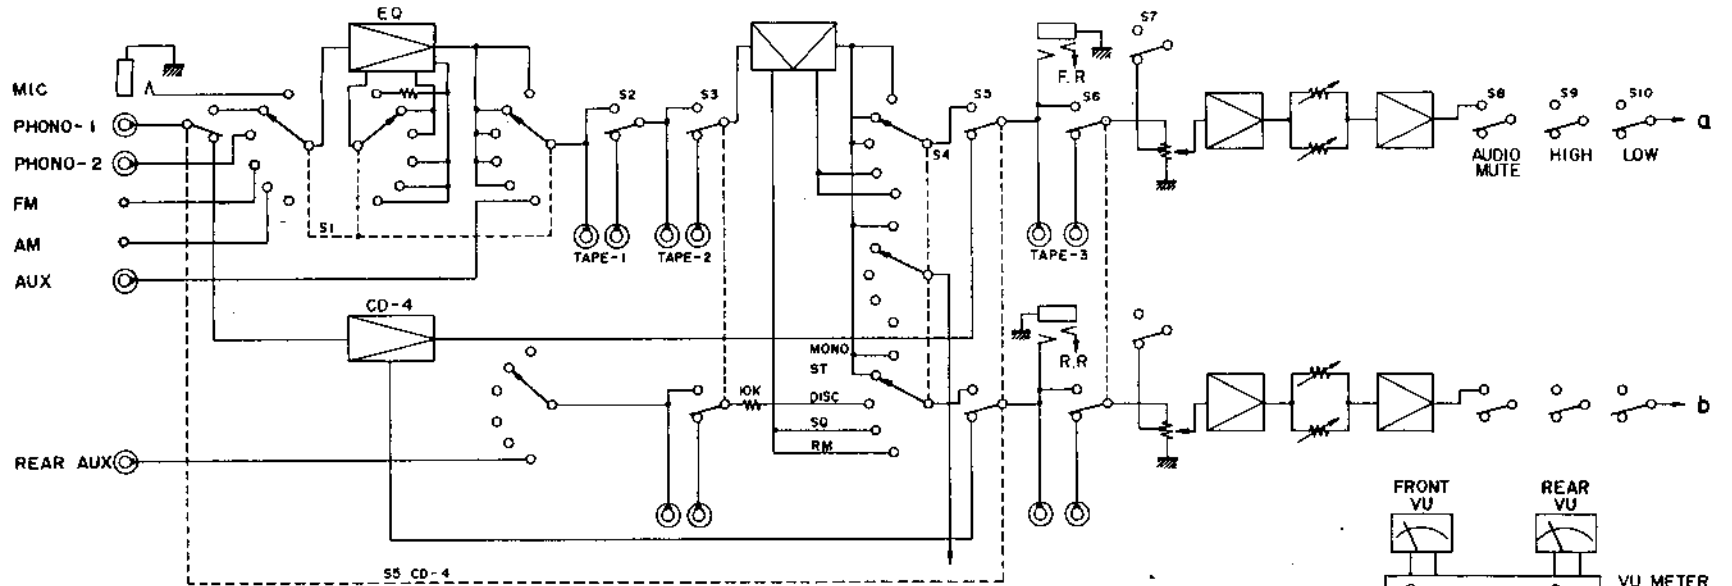 EQ
S7
MIC
F.R
S2
S3
S5
S6
S8
S9
S10
PHONO-1
a
S4
AUDIO
MUTE
HIGH
LOW
PHONO-2
FM
S1
AM
TAPE-1
TAPE-2
TAPE-3
AUX
CD-4
MONO
R.R
ST
10K
DISC
b
SQ
RM
REAR AUX
FRONT
VU
REAR
VU
S5 CD-4
VU METER